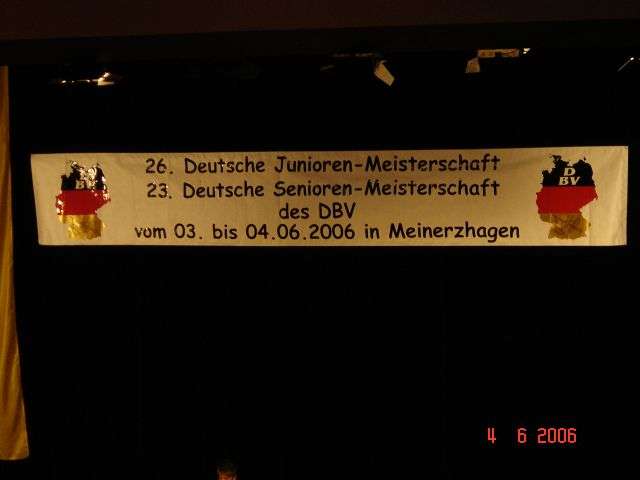 26. Deutsche Junioren-Meisterschaft
23. Deutsche Senioren-Meisterschaft
des DBV
vom 03. bis 04.06.2006 in Meinerzhagen
DBV
D
BV
4 6 2006